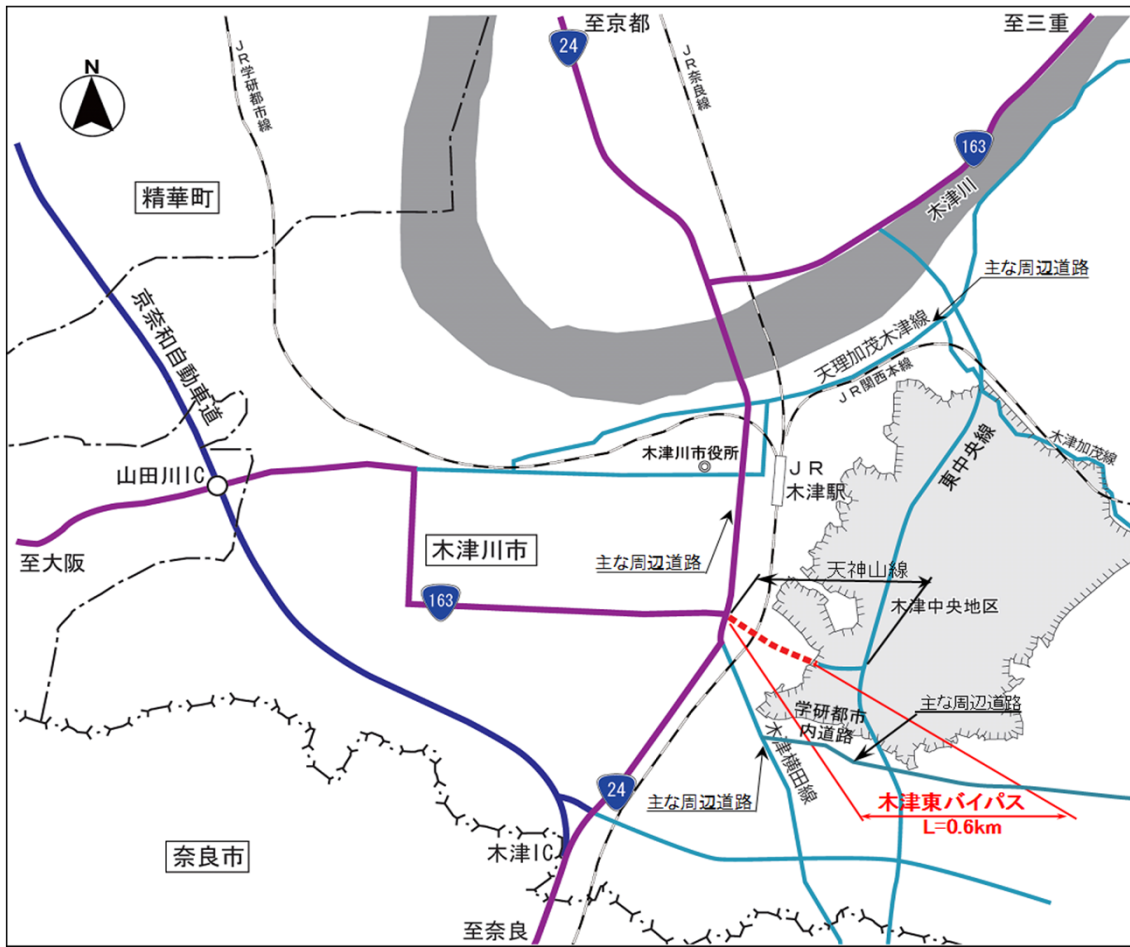 至京都
至三重
24
N
JR学研都市線
JR奈良線
163
木津川
精華町
主な周辺道路
京奈和自動車道
天理加茂木津線
JR関西本線
木津加茂線
東中央線
木津川市役所
JR
木津駅
山田川IC
至大阪
木津川市
主な周辺道路
天神山線
木津中央地区
163
主な周辺道路
学研都市
内道路
木津横田線
24
主な周辺道路
木津東バイパス
L=0.6km
木津IC
奈良市
至奈良